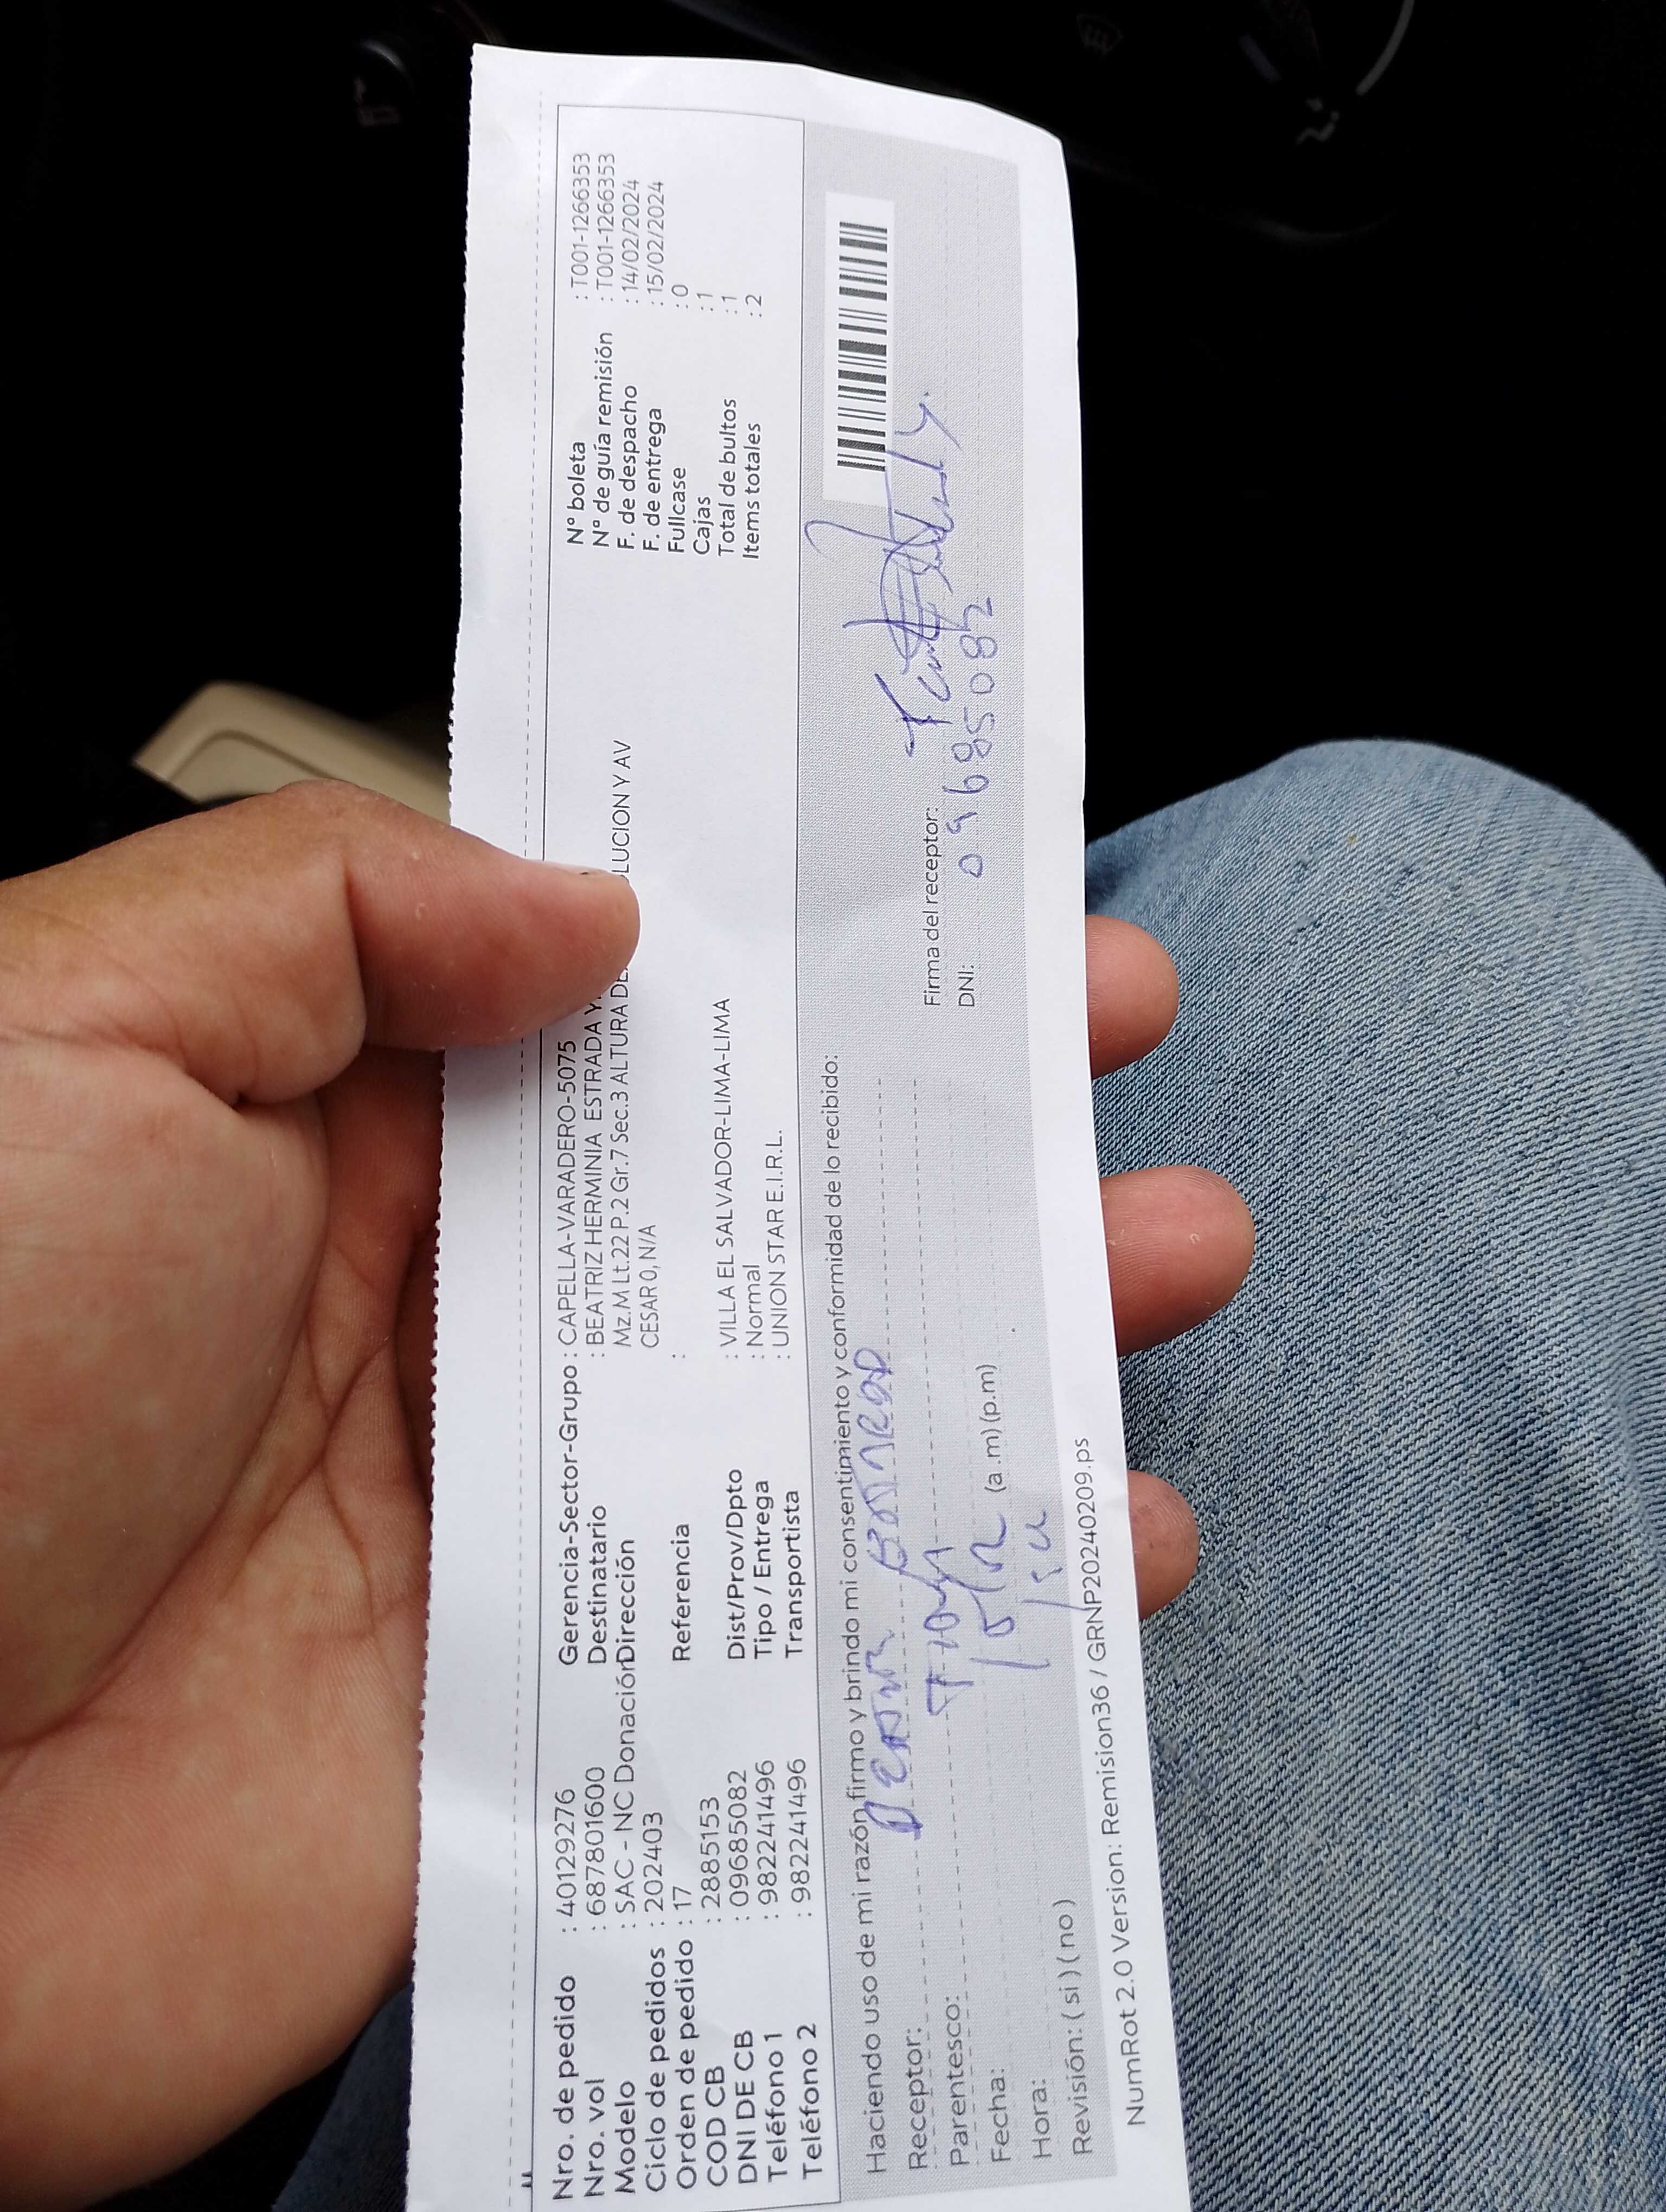 Nro. de pedido : 40129276
Nro. vol : 687801600
Modelo : SAC - NC Donación
Ciclo de pedidos : 202403
Orden de pedido : 17
COD CB : 2885153
DNI DE CB : 09685082
Teléfono 1 : 982241496
Teléfono 2 : 982241496
Gerencia-Sector-Grupo : CAPELLA-VARADERO-5075
Destinatario : BEATRIZ HERMINIA ESTRADA Y
Dirección Mz.M Lt.22 P.2 Gr.7 Sec.3 ALTURA DE LUCION Y AV
CESAR 0, N/A
Referencia :
Dist/Prov/Dpto : VILLA EL SALVADOR-LIMA-LIMA
Tipo / Entrega : Normal
Transportista : UNION STAR E.I.R.L.
N° boleta : T001-1266353
N° de guía remisión : T001-1266353
F. de despacho : 14/02/2024
F. de entrega : 15/02/2024
Fullcase : 0
Cajas : 1
Total de bultos : 1
Items totales : 2
Haciendo uso de mi razón firmo y brindo mi consentimiento y conformidad de lo recibido:
Receptor:
Parentesco:
Fecha:
Hora: (a.m) (p.m)
Revisión: ( si ) ( no )
Firma del receptor:
DNI: 09685082
NumRot 2.0 Version: Remision36 / GRNP20240209.ps